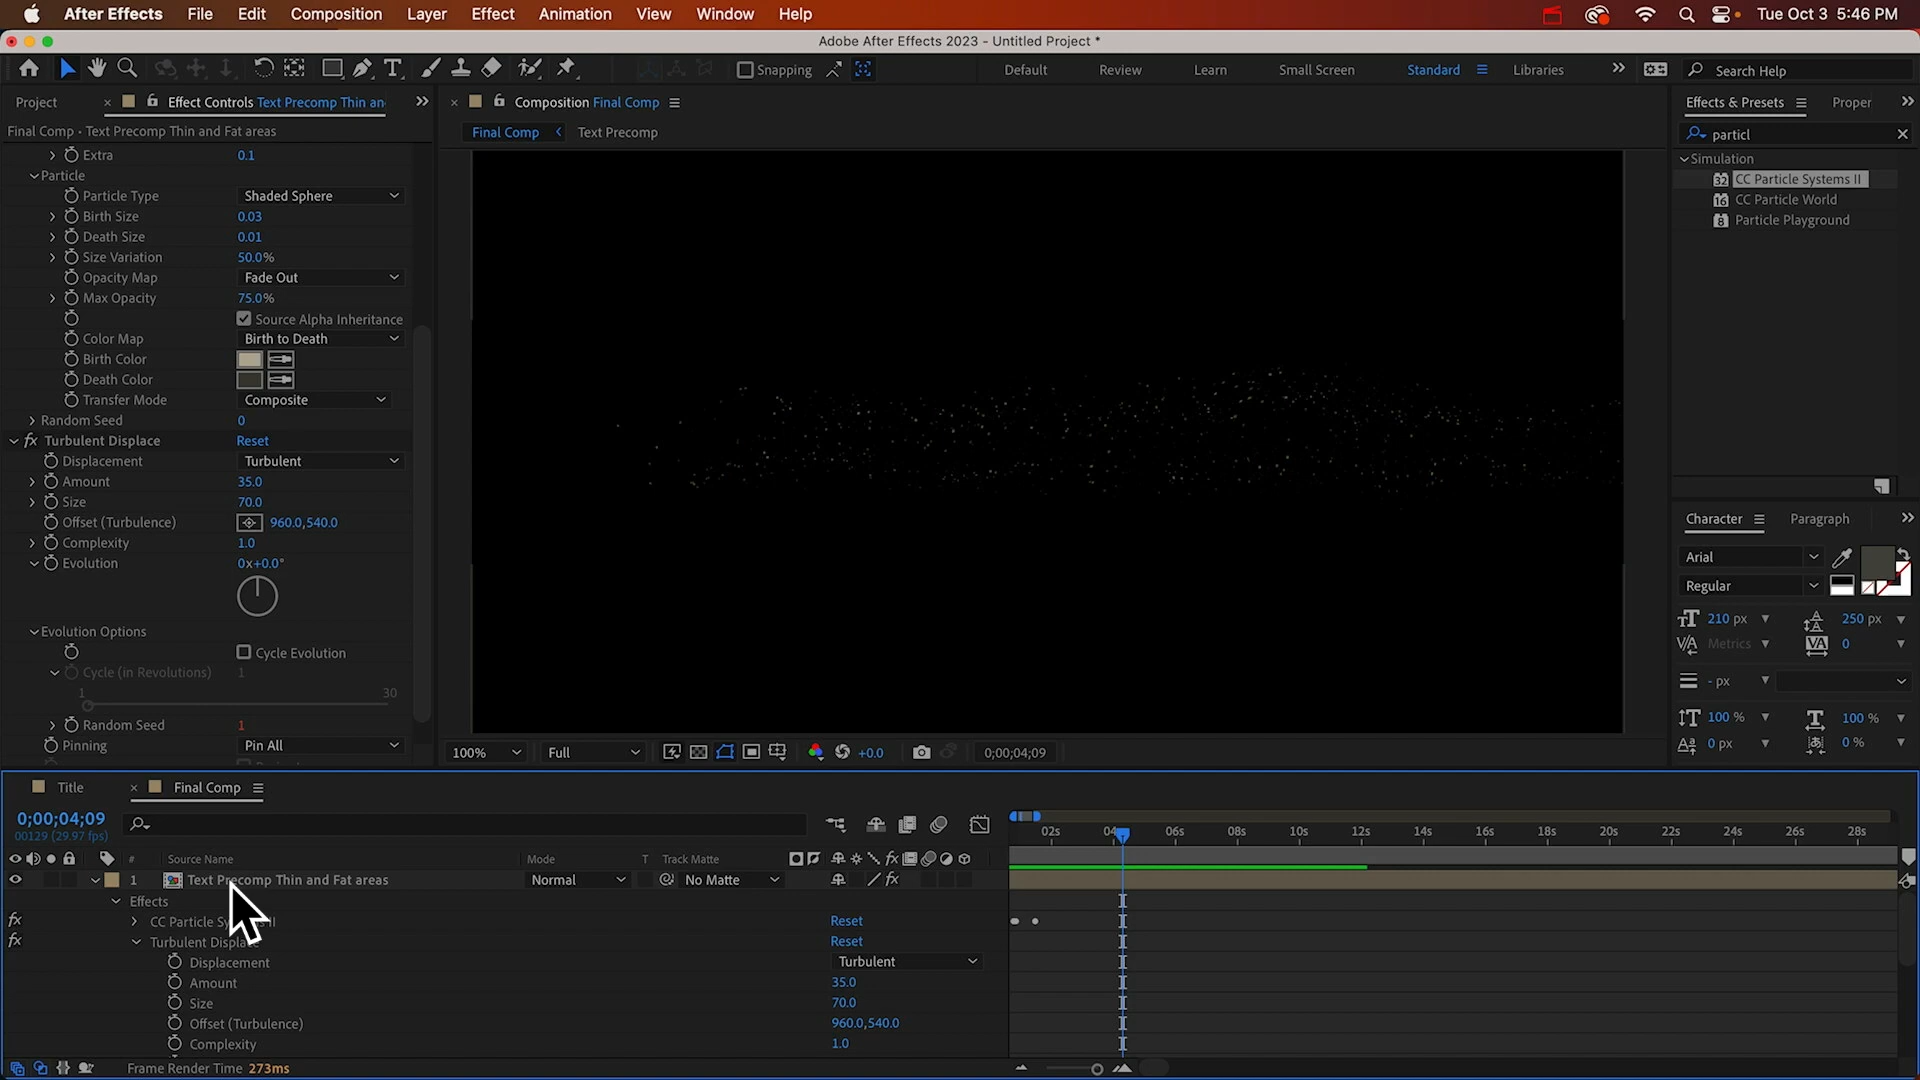 After Effects File Edit Composition Layer Effect Animation View Window Help Tue Oct 3 5:46 PM
Adobe After Effects 2023 - Untitled Project *
Snapping Default Review Learn Small Screen Standard Libraries Search Help
Project Effect Controls Text Precomp Thin an
Composition Final Comp
Effects & Presets Proper
Final Comp • Text Precomp Thin and Fat areas
Final Comp Text Precomp
particl
Extra 0.1
Particle
Particle Type Shaded Sphere
Birth Size 0.03
Death Size 0.01
Size Variation 50.0%
Opacity Map Fade Out
Max Opacity 75.0%
Source Alpha Inheritance
Color Map Birth to Death
Birth Color
Death Color
Transfer Mode Composite
Random Seed 0
fx Turbulent Displace Reset
Displacement Turbulent
Amount 35.0
Size 70.0
Offset (Turbulence) 960.0,540.0
Complexity 1.0
Evolution 0x+0.0°
Evolution Options
Cycle Evolution
Cycle (in Revolutions) 1
1 30
Random Seed 1
Pinning Pin All
Simulation
32 CC Particle Systems II
16 CC Particle World
8 Particle Playground
Character Paragraph
Arial
Regular
210 px 250 px
Metrics 0
- px
100 % 100 %
0 px 0 %
100% Full +0.0 0;00;04;09
Title Final Comp
0;00;04;09
00129 (29.97 fps)
02s 04 06s 08s 10s 12s 14s 16s 18s 20s 22s 24s 26s 28s
# Source Name Mode T Track Matte
1 Text Precomp Thin and Fat areas Normal No Matte
Effects
fx CC Particle Sy II Reset
fx Turbulent Displace Reset
Displacement Turbulent
Amount 35.0
Size 70.0
Offset (Turbulence) 960.0,540.0
Complexity 1.0
Frame Render Time 273ms